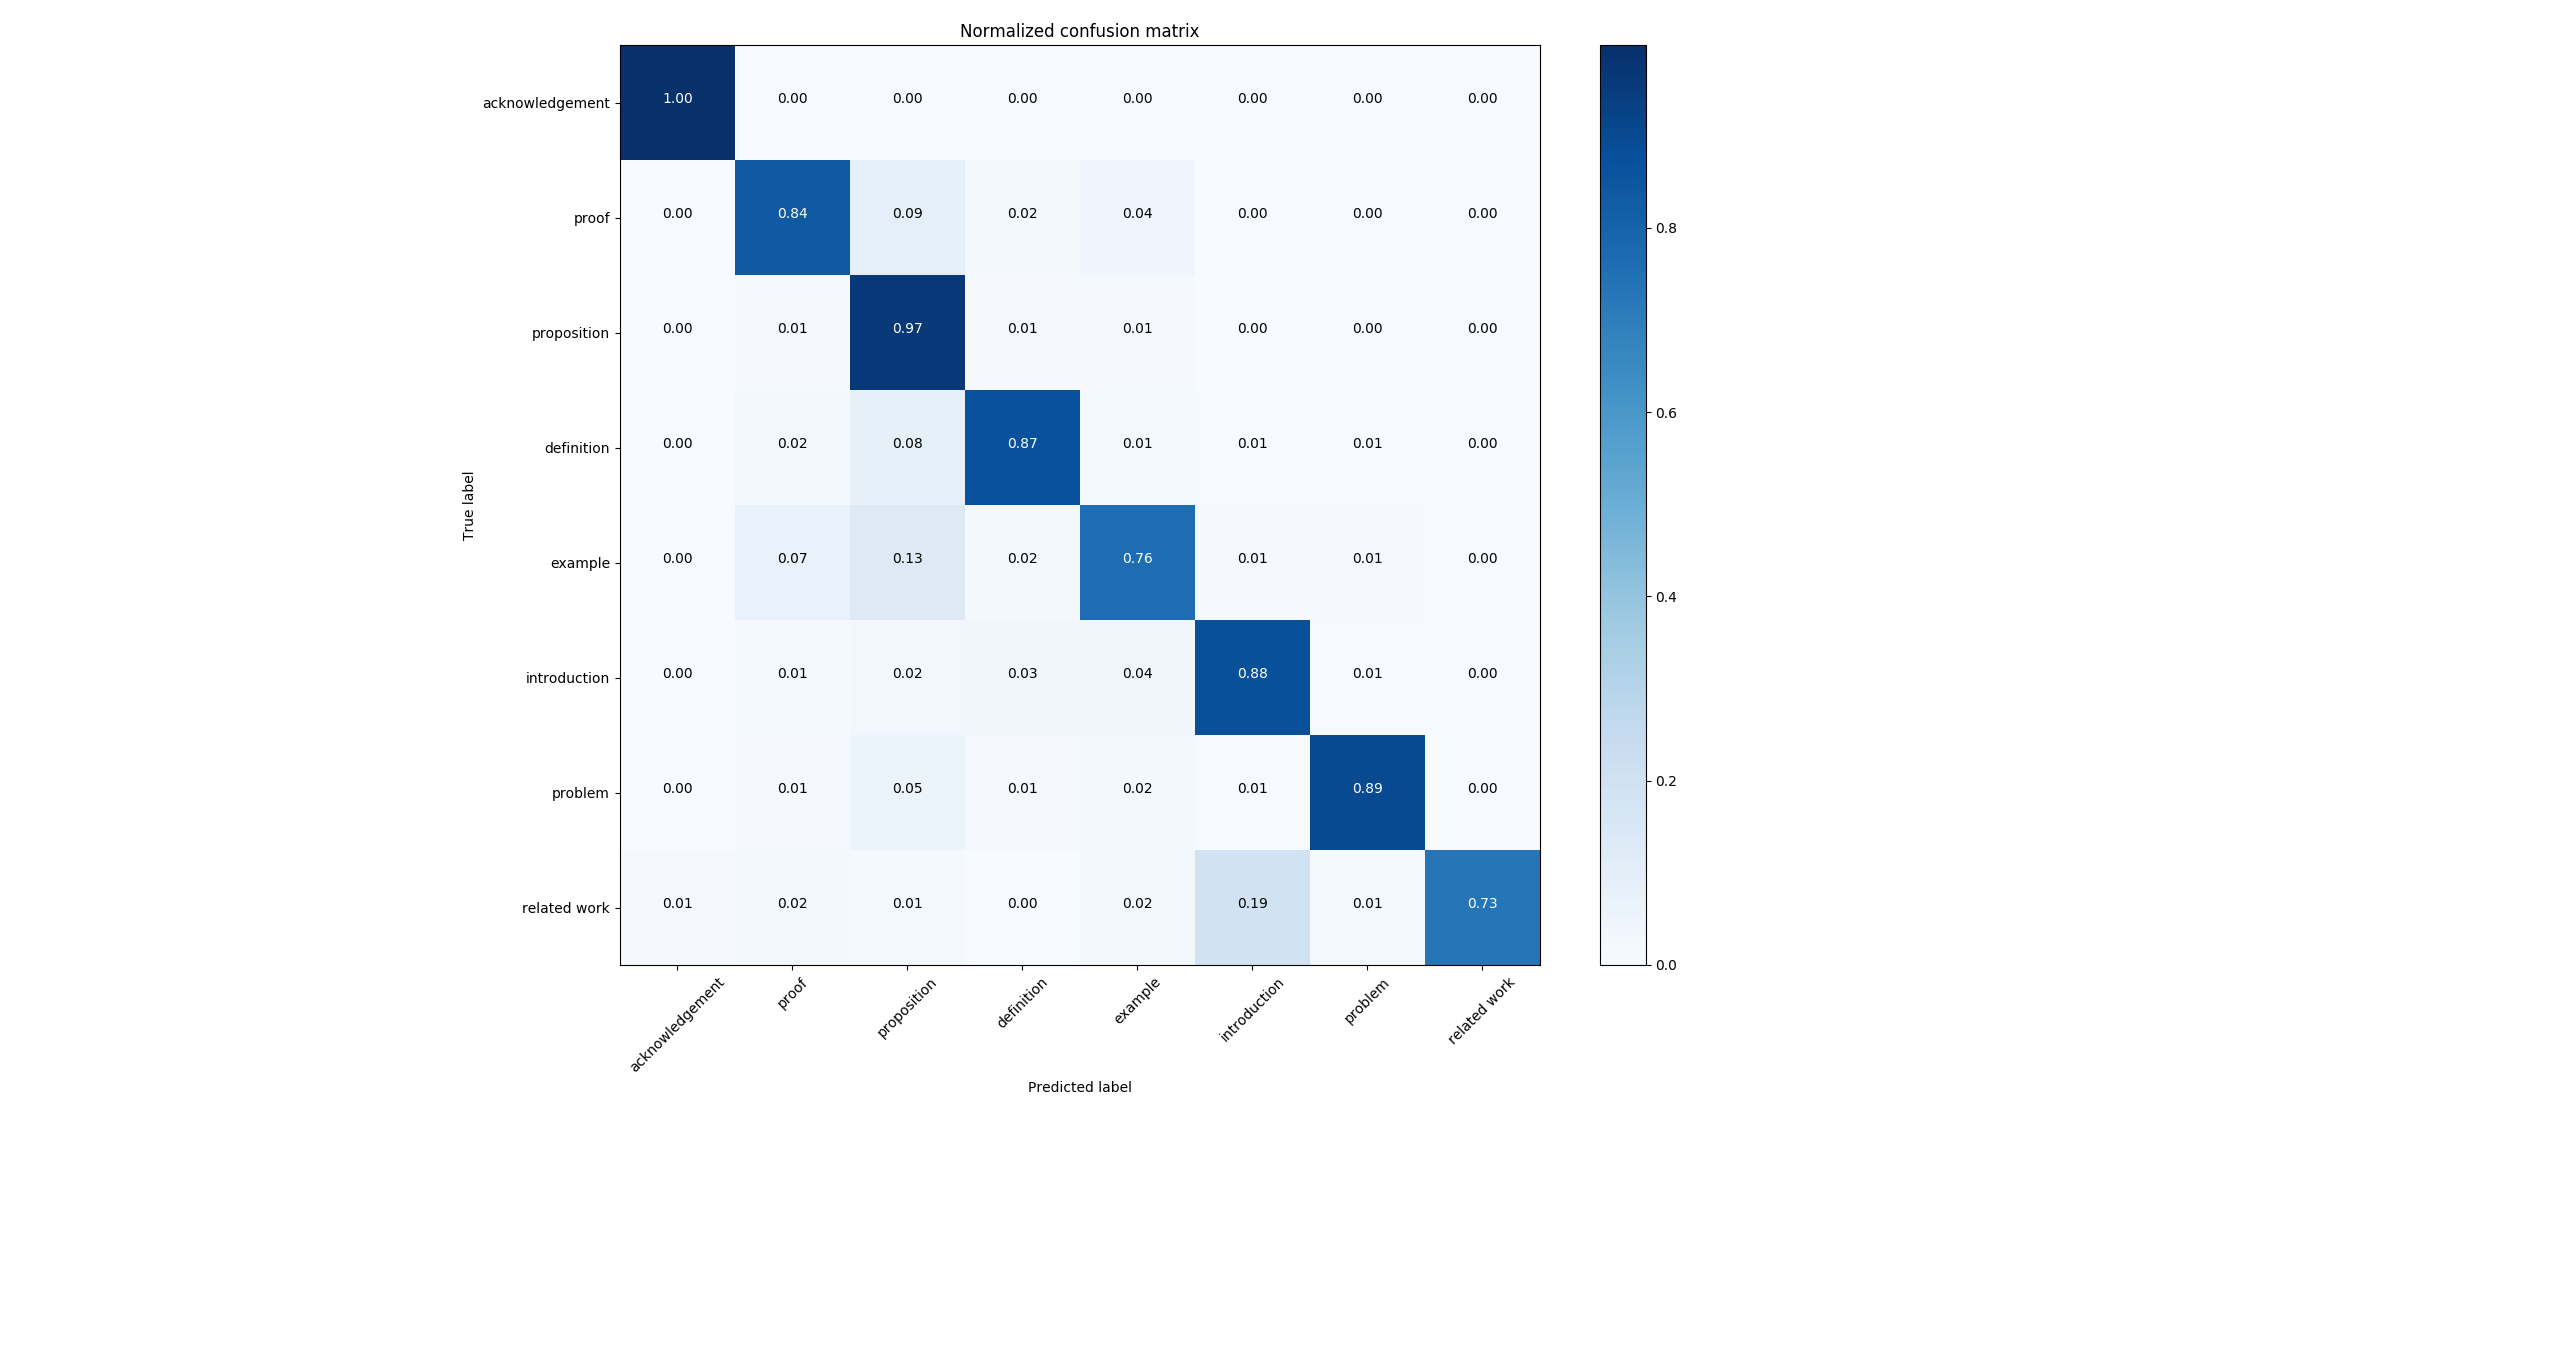 Normalized confusion matrix
acknowledgement 1.00 0.00 0.00 0.00 0.00 0.00 0.00 0.00
proof 0.00 0.84 0.09 0.02 0.04 0.00 0.00 0.00
proposition 0.00 0.01 0.97 0.01 0.01 0.00 0.00 0.00
definition 0.00 0.02 0.08 0.87 0.01 0.01 0.01 0.00
example 0.00 0.07 0.13 0.02 0.76 0.01 0.01 0.00
introduction 0.00 0.01 0.02 0.03 0.04 0.88 0.01 0.00
problem 0.00 0.01 0.05 0.01 0.02 0.01 0.89 0.00
related work 0.01 0.02 0.01 0.00 0.02 0.19 0.01 0.73
True label
acknowledgement proof proposition definition example introduction problem related work
Predicted label
0.8
0.6
0.4
0.2
0.0